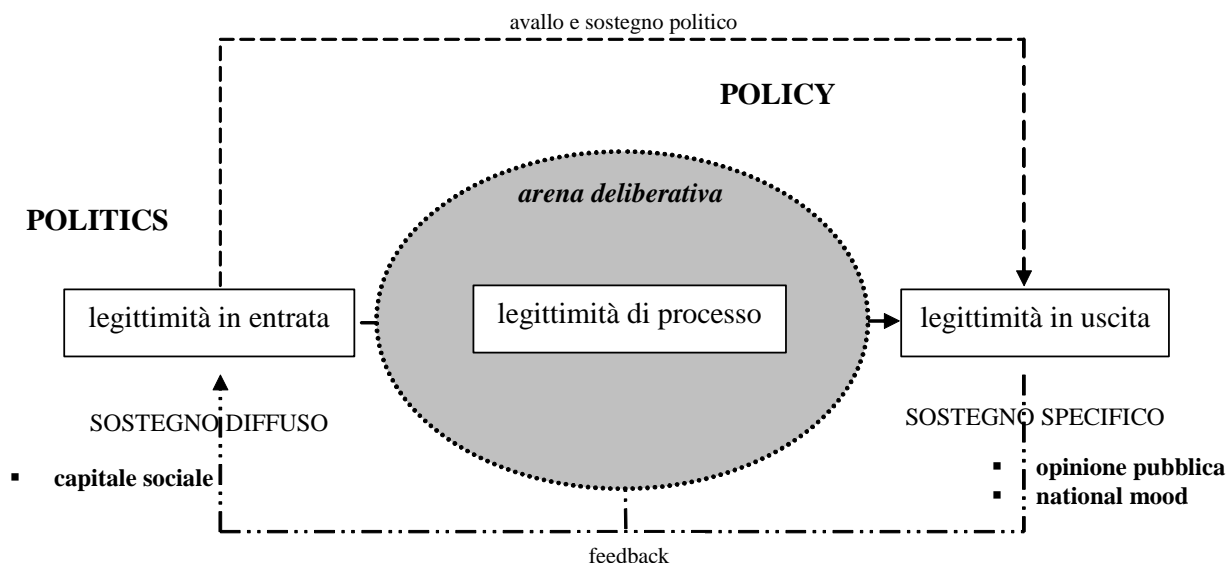 avallo e sostegno politico
POLICY
arena deliberativa
POLITICS
legittimità in entrata
legittimità di processo
legittimità in uscita
SOSTEGNO DIFFUSO
SOSTEGNO SPECIFICO
▪ capitale sociale
▪ opinione pubblica
▪ national mood
feedback